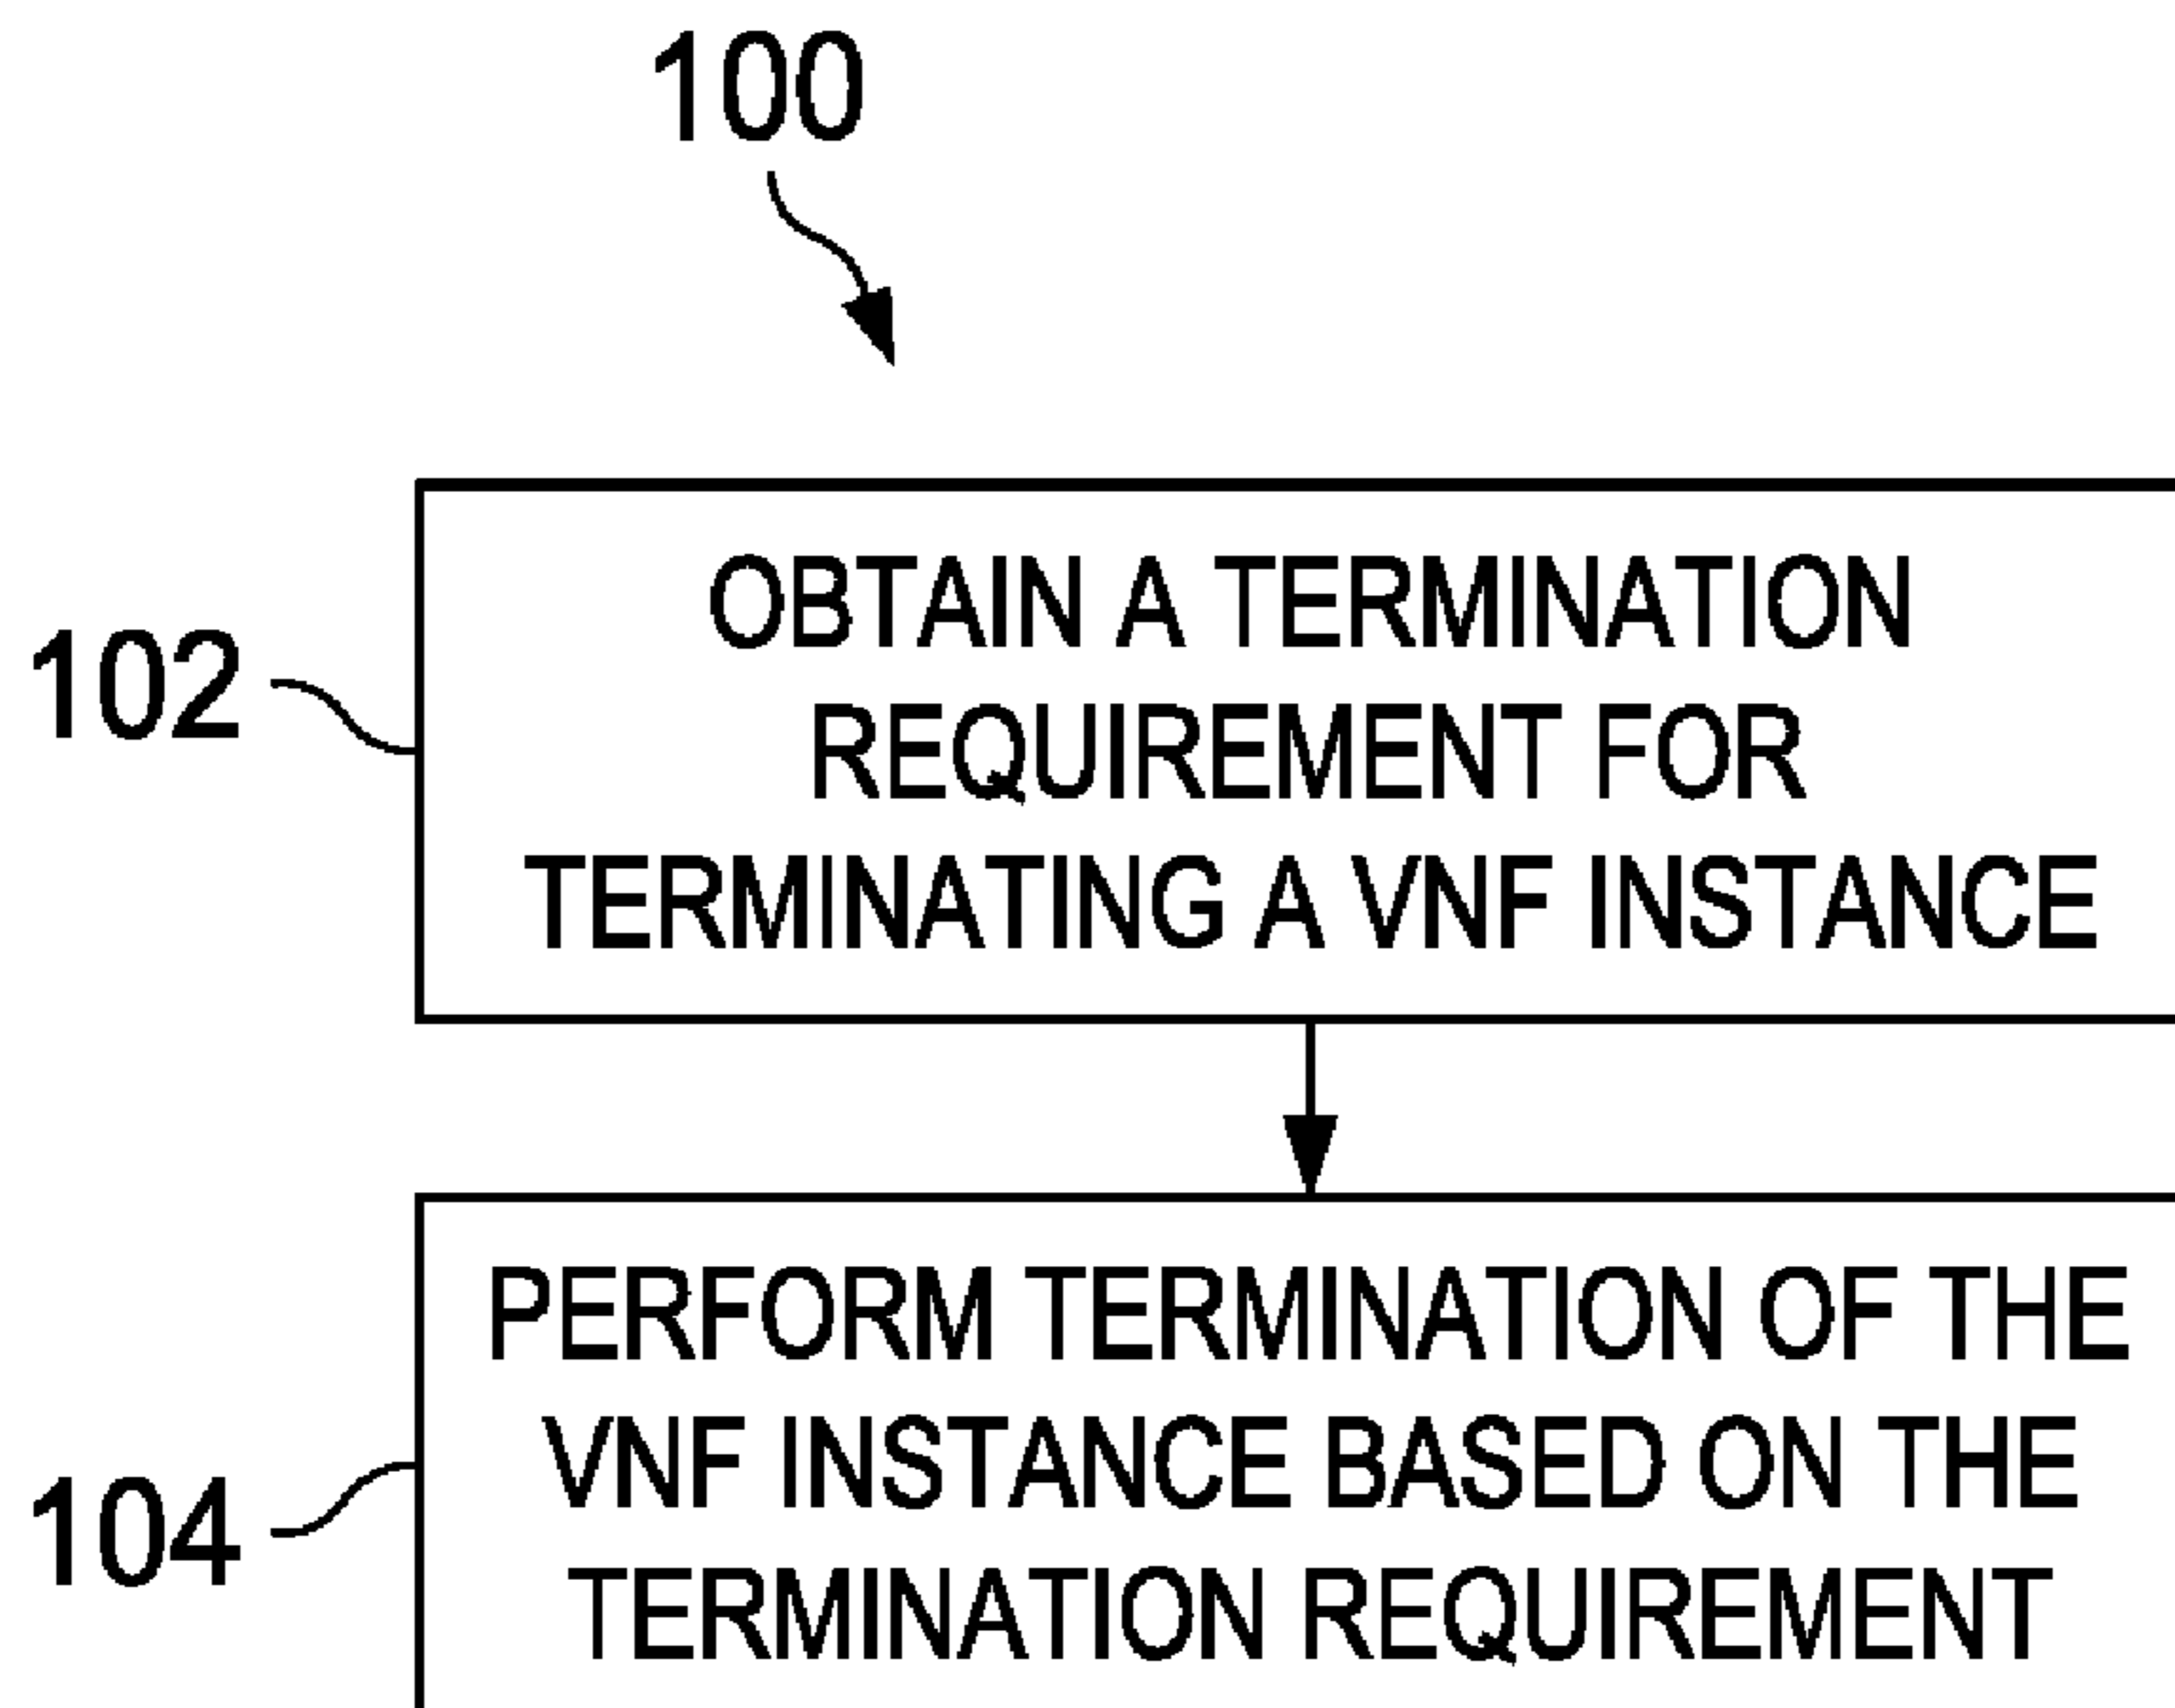 100
102
OBTAIN A TERMINATION
REQUIREMENT FOR
TERMINATING A VNF INSTANCE
104
PERFORM TERMINATION OF THE
VNF INSTANCE BASED ON THE
TERMINATION REQUIREMENT